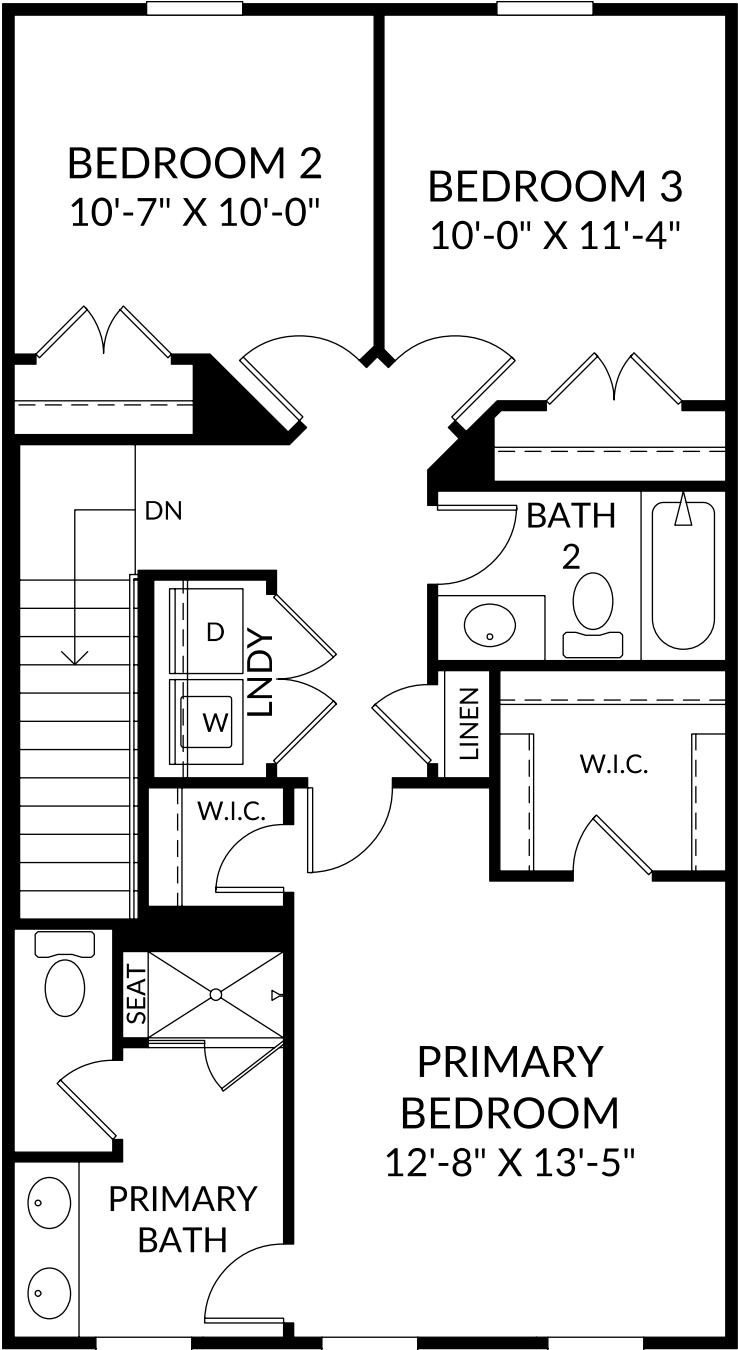 BEDROOM 2
10'-7" X 10'-0"
BEDROOM 3
10'-0" X 11'-4"
DN
BATH
2
D
W
LNDY
LINEN
W.I.C.
W.I.C.
SEAT
PRIMARY
BEDROOM
12'-8" X 13'-5"
PRIMARY
BATH